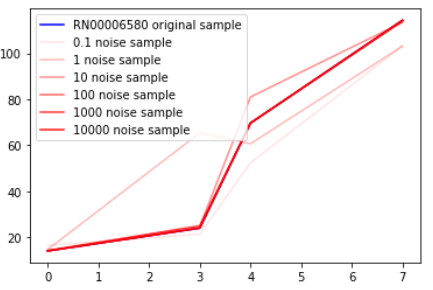 RN00006580 original sample
0.1 noise sample
1 noise sample
10 noise sample
100 noise sample
1000 noise sample
10000 noise sample
100
80
60
40
20
0 1 2 3 4 5 6 7